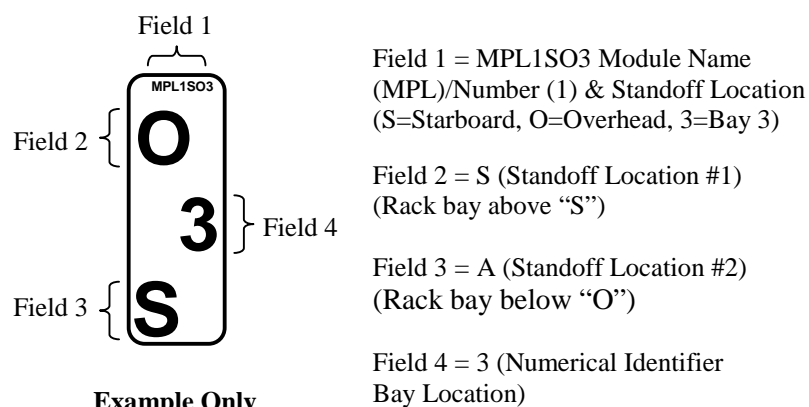 Field 1
MPL1SO3
O
Field 2
3
Field 4
S
Field 3
Example Only
Field 1 = MPL1SO3 Module Name
(MPL)/Number (1) & Standoff Location
(S=Starboard, O=Overhead, 3=Bay 3)
Field 2 = S (Standoff Location #1)
(Rack bay above “S”)
Field 3 = A (Standoff Location #2)
(Rack bay below “O”)
Field 4 = 3 (Numerical Identifier
Bay Location)